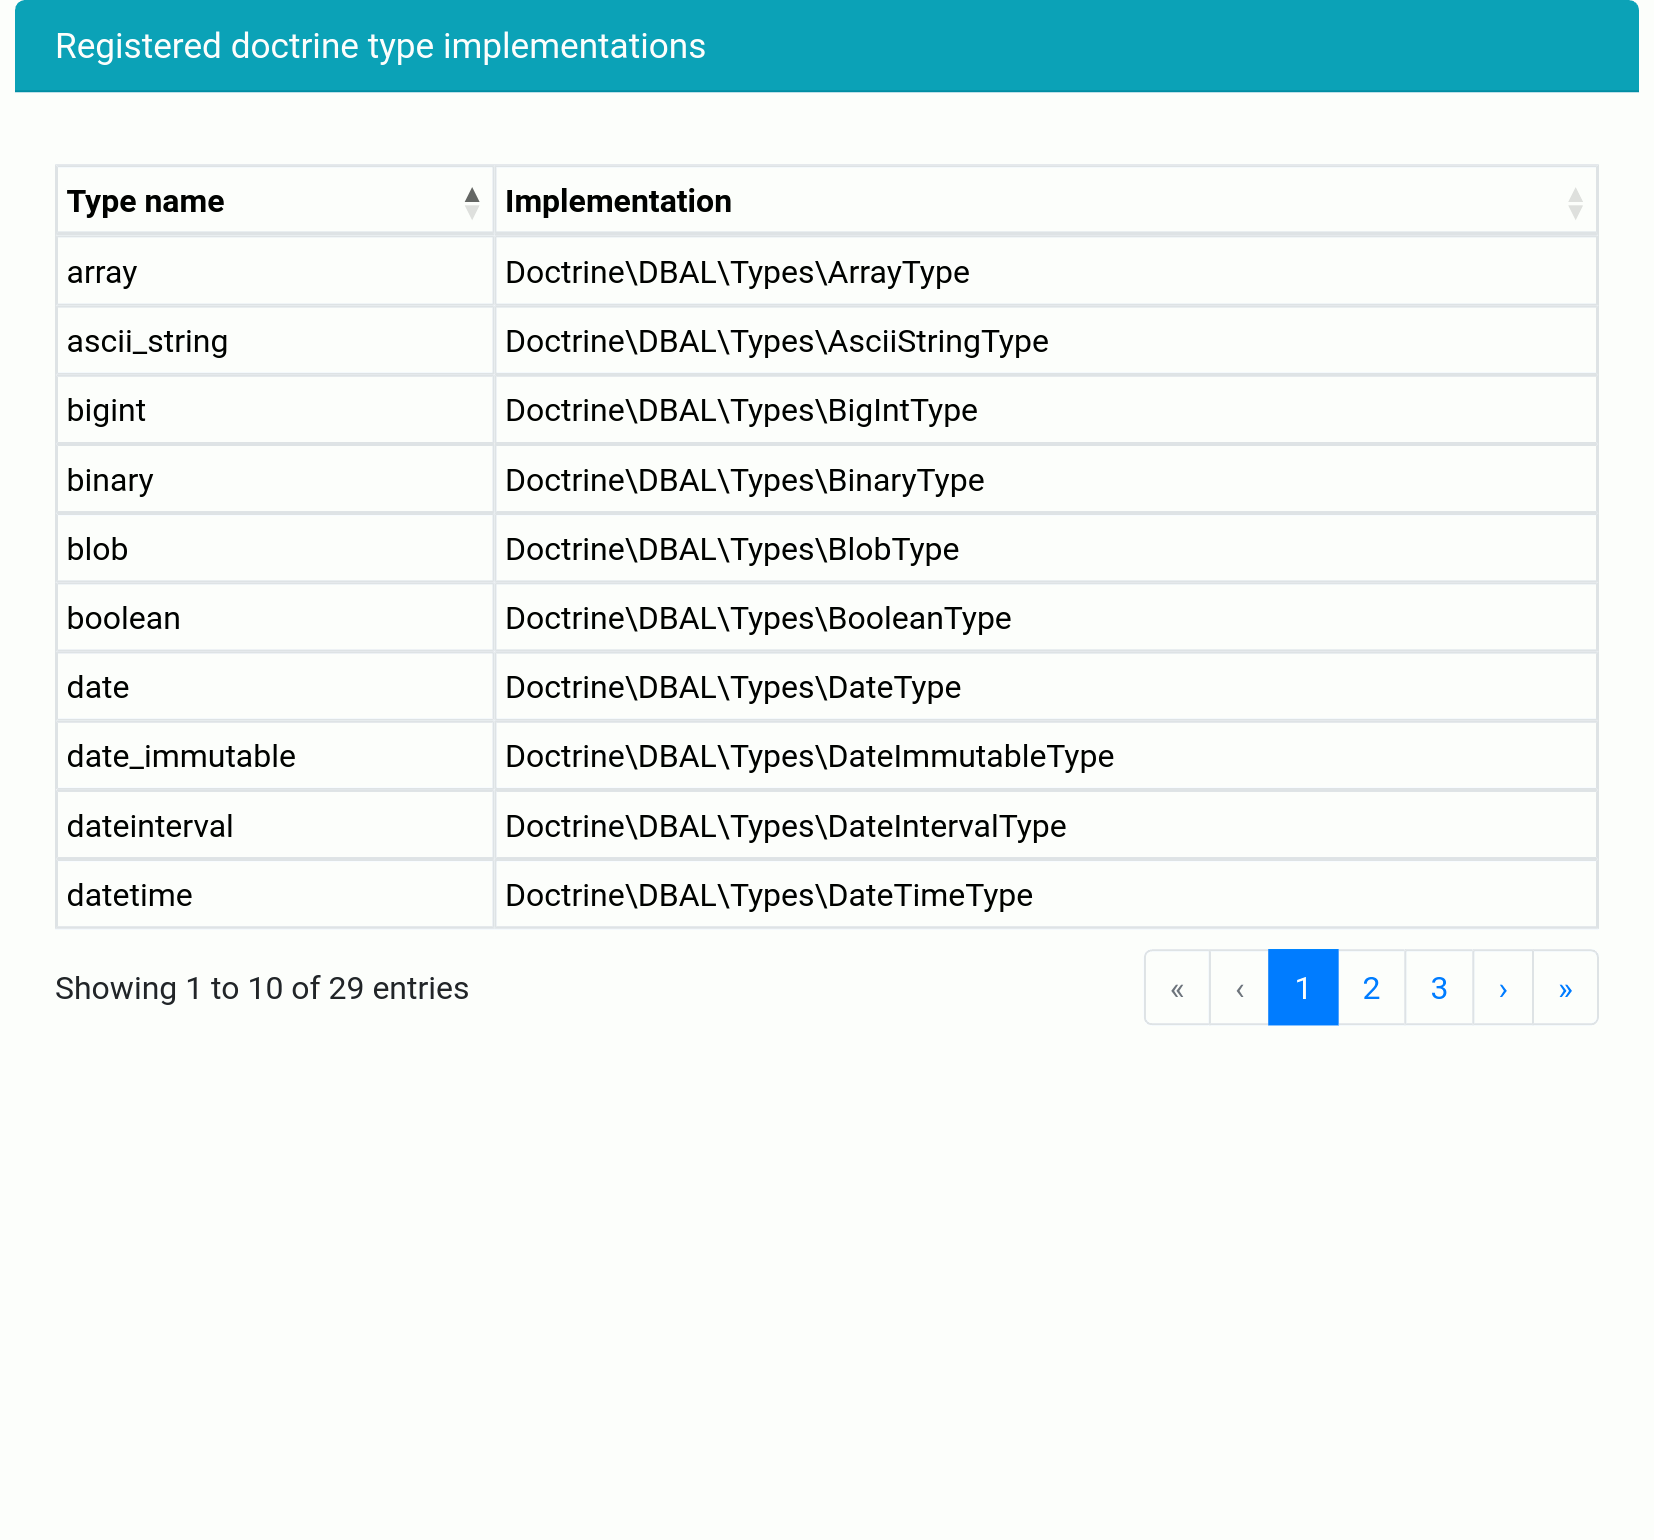 Registered doctrine type implementations
Type name ▲▼ Implementation ▲▼
array Doctrine\DBAL\Types\ArrayType
ascii_string Doctrine\DBAL\Types\AsciiStringType
bigint Doctrine\DBAL\Types\BigIntType
binary Doctrine\DBAL\Types\BinaryType
blob Doctrine\DBAL\Types\BlobType
boolean Doctrine\DBAL\Types\BooleanType
date Doctrine\DBAL\Types\DateType
date_immutable Doctrine\DBAL\Types\DateImmutableType
dateinterval Doctrine\DBAL\Types\DateIntervalType
datetime Doctrine\DBAL\Types\DateTimeType
Showing 1 to 10 of 29 entries « ‹ 1 2 3 › »